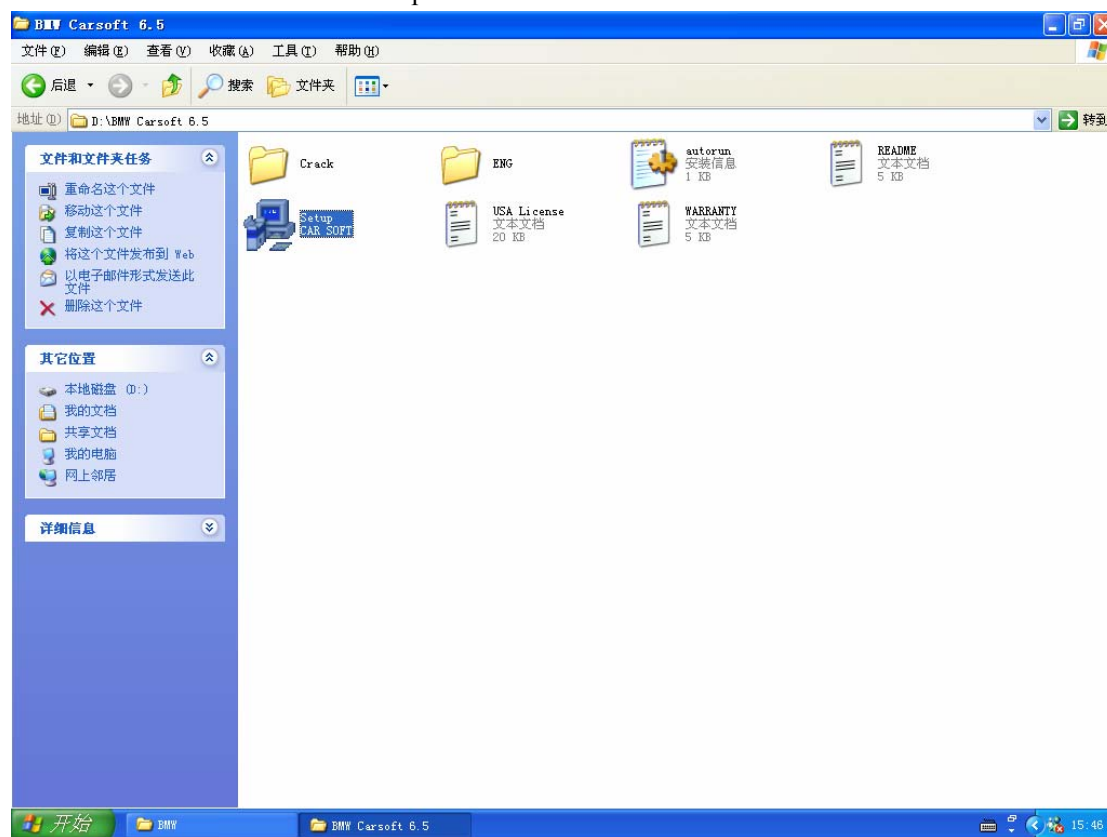 BMW Carsoft 6.5
文件(F) 编辑(E) 查看(V) 收藏(A) 工具(T) 帮助(H)
后退 搜索 文件夹
地址(D) D:\BMW Carsoft 6.5 转到
文件和文件夹任务
重命名这个文件
移动这个文件
复制这个文件
将这个文件发布到 Web
以电子邮件形式发送此
文件
删除这个文件
其它位置
本地磁盘 (D:)
我的文档
共享文档
我的电脑
网上邻居
详细信息
Crack
ENG
autorun
安装信息
1 KB
README
文本文档
5 KB
Setup
CAR SOFT
USA License
文本文档
20 KB
WARRANTY
文本文档
5 KB
开始 BMW BMW Carsoft 6.5 15:46